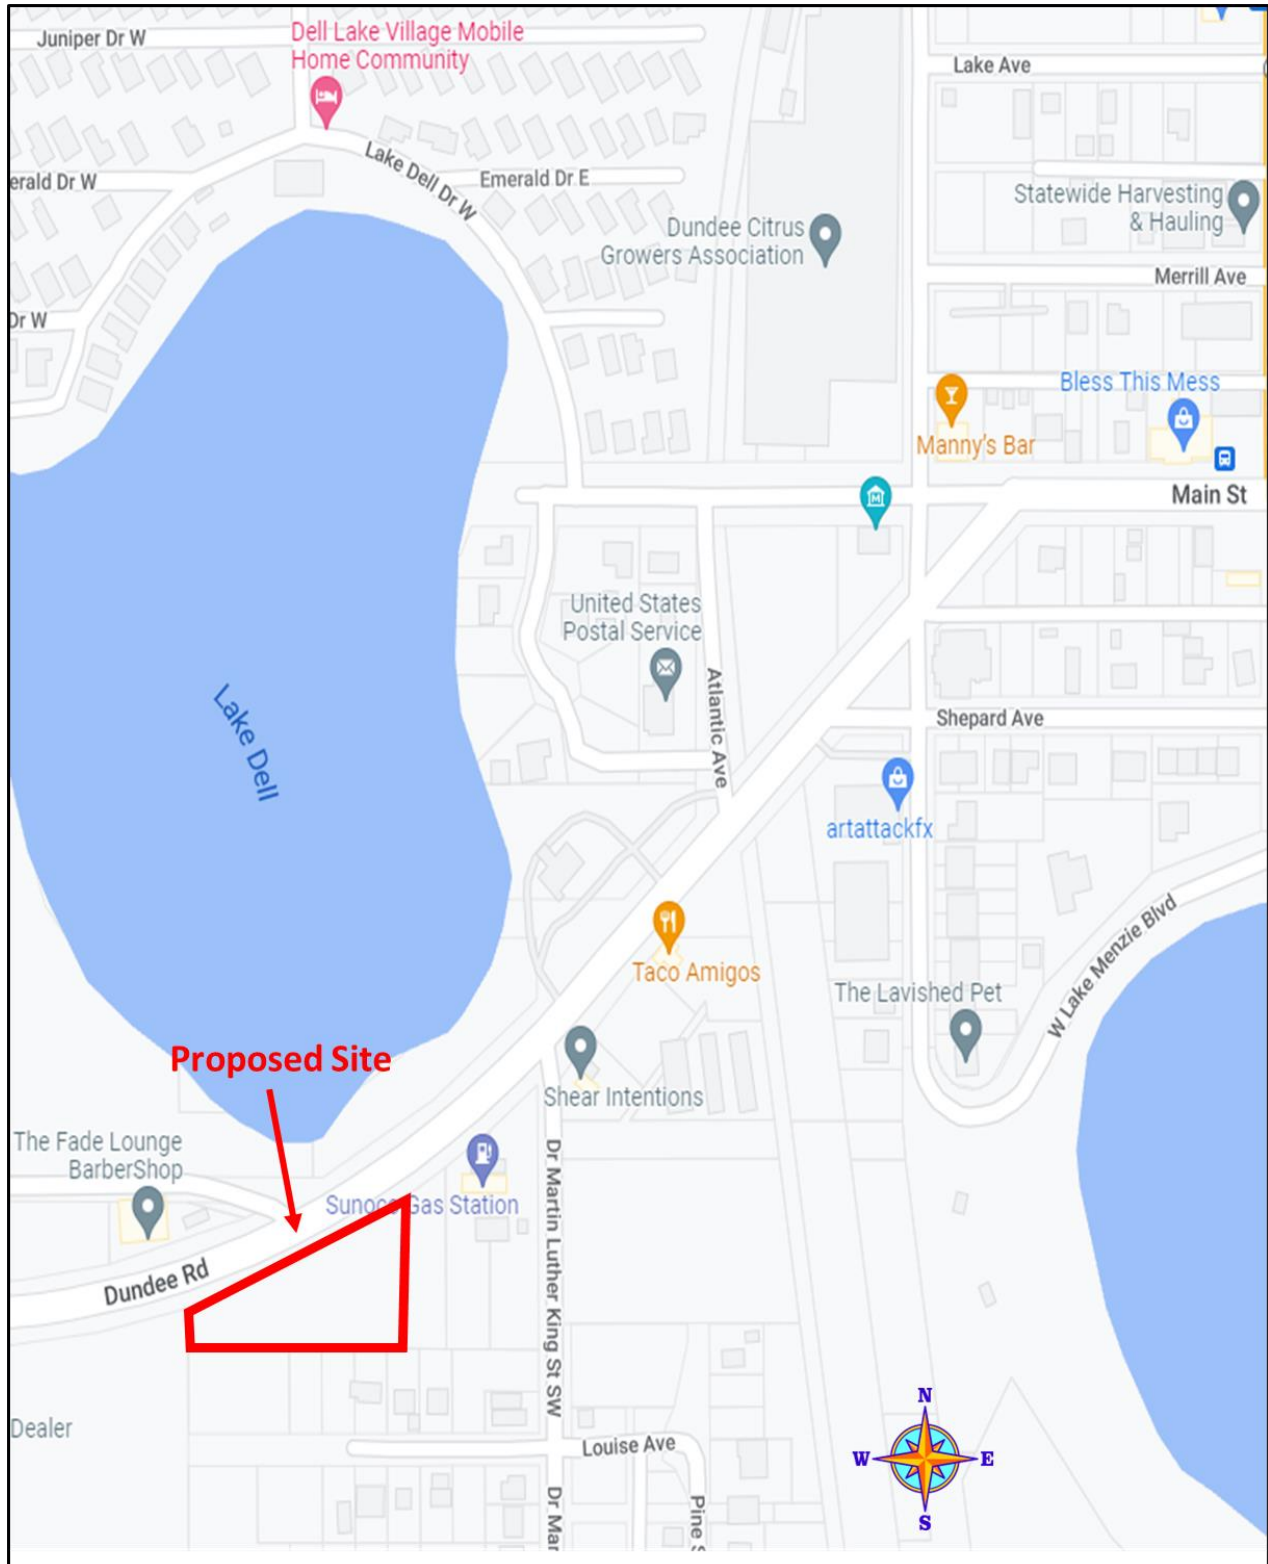 Juniper Dr W
Dell Lake Village Mobile
Home Community
Lake Ave
Lake Dell Dr W
erald Dr W
Emerald Dr E
Statewide Harvesting
& Hauling
Dundee Citrus
Growers Association
Merrill Ave
Dr W
Bless This Mess
Manny's Bar
Main St
United States
Postal Service
Atlantic Ave
Lake Dell
Shepard Ave
artattackfx
W Lake Menzie Blvd
Taco Amigos
The Lavished Pet
Proposed Site
Shear Intentions
The Fade Lounge
BarberShop
Sunoco Gas Station
Dundee Rd
Dr Martin Luther King St SW
Dealer
Louise Ave
Dr Mar
Pine S
N
W
E
S